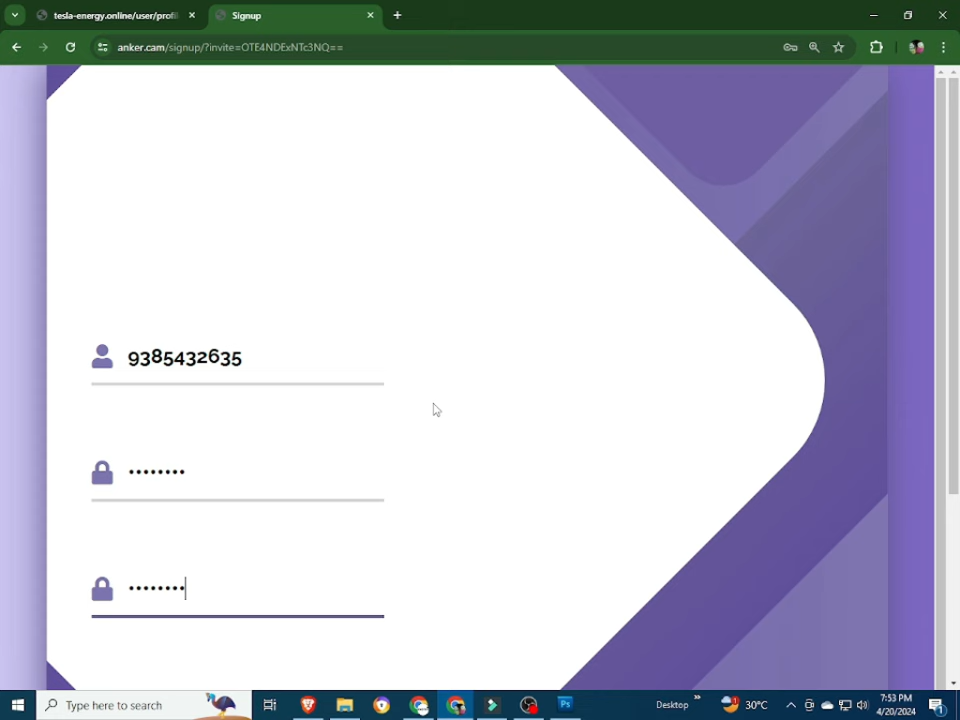 tesla-energy.online/user/profil
Signup
anker.cam/signup/?invite=OTE4NDExNTc3NQ==
9385432635
••••••••
••••••••
Type here to search
Desktop
30°C
7:53 PM
4/20/2024
1